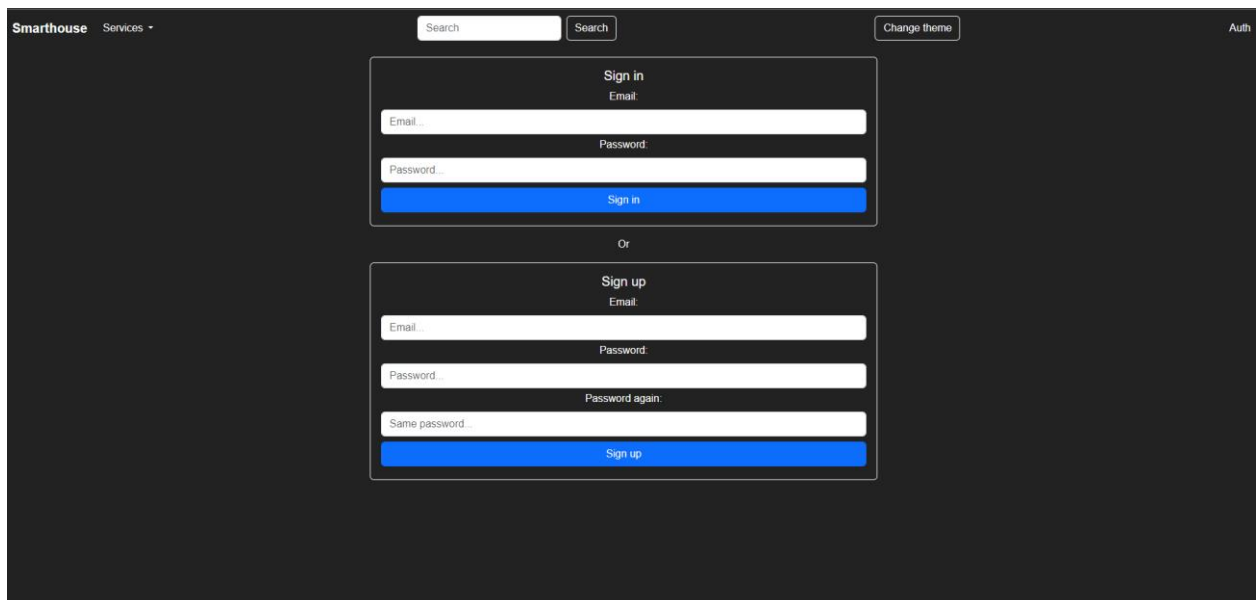 Smarthouse Services Search Search Change theme Auth
Sign in
Email:
Email...
Password:
Password...
Sign in
Or
Sign up
Email:
Email...
Password:
Password...
Password again:
Same password...
Sign up